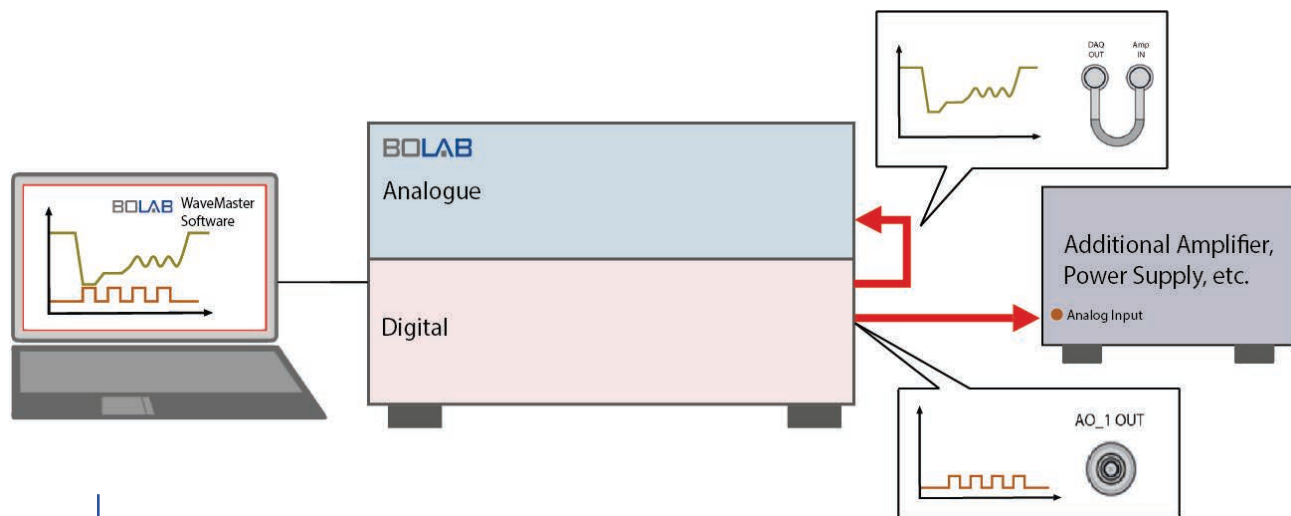 BOLAB WaveMaster
Software
BOLAB
Analogue
Digital
DAQ
OUT
Amp
IN
Additional Amplifier,
Power Supply, etc.
Analog Input
AO_1 OUT